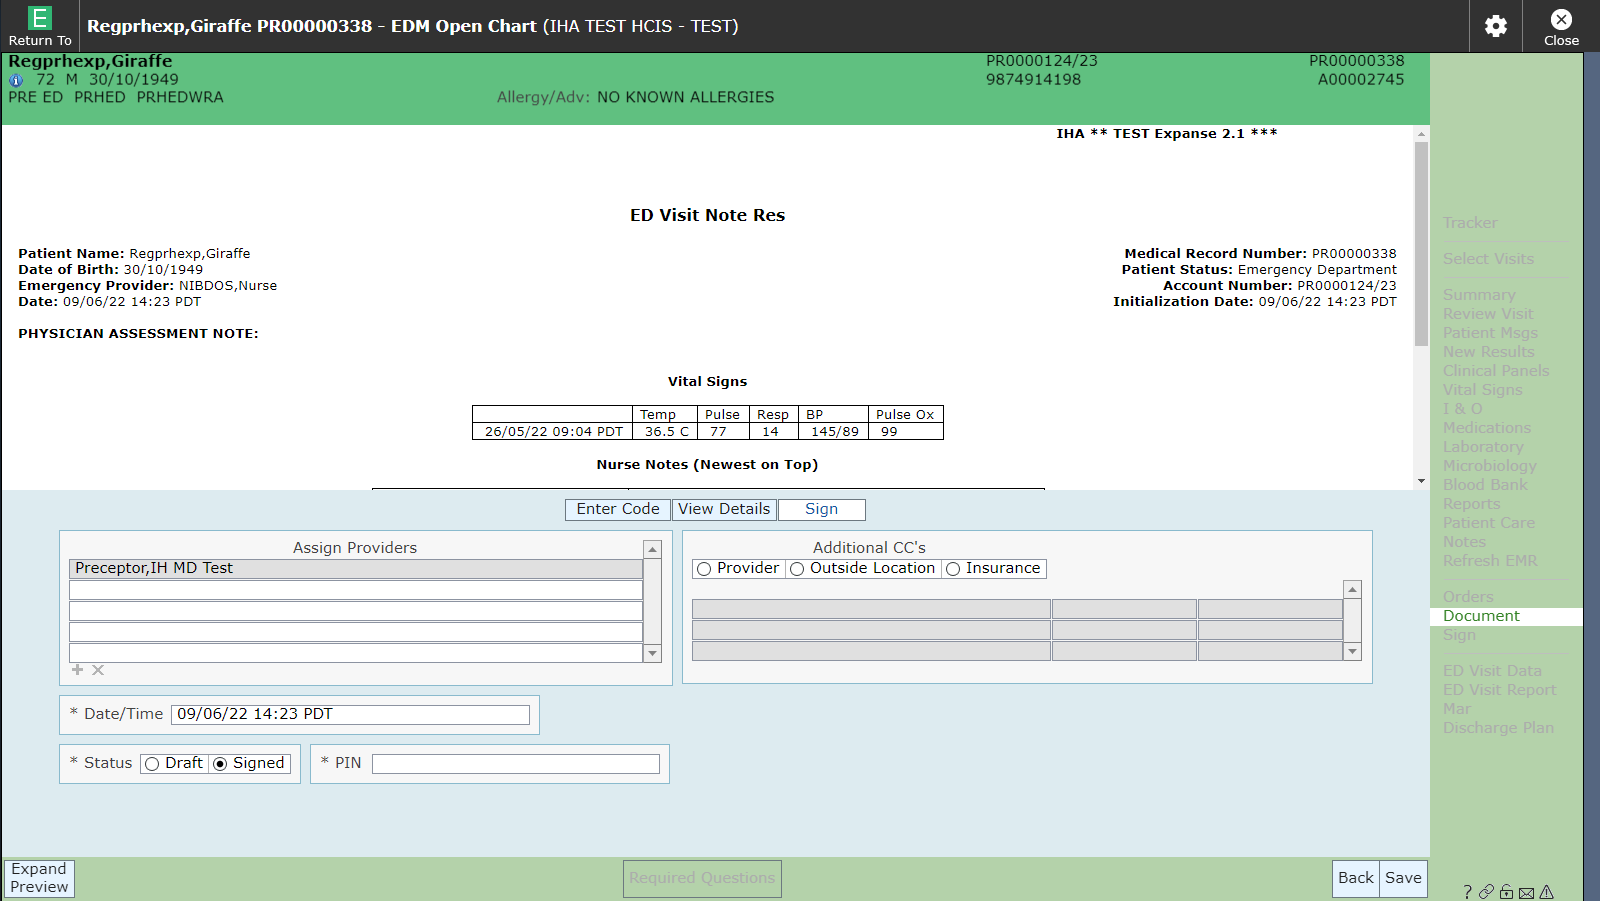 E
Return To
Regprhexp,Giraffe PR00000338 - EDM Open Chart (IHA TEST HCIS - TEST)
Close
Regprhexp,Giraffe
72 M 30/10/1949
PRE ED PRHED PRHEDWRA
Allergy/Adv: NO KNOWN ALLERGIES
PR0000124/23
9874914198
PR00000338
A00002745
IHA ** TEST Expanse 2.1 ***
ED Visit Note Res
Patient Name: Regprhexp,Giraffe
Date of Birth: 30/10/1949
Emergency Provider: NIBDOS,Nurse
Date: 09/06/22 14:23 PDT
Medical Record Number: PR00000338
Patient Status: Emergency Department
Account Number: PR0000124/23
Initialization Date: 09/06/22 14:23 PDT
PHYSICIAN ASSESSMENT NOTE:
Vital Signs
Temp Pulse Resp BP Pulse Ox
26/05/22 09:04 PDT 36.5 C 77 14 145/89 99
Nurse Notes (Newest on Top)
Enter Code View Details Sign
Assign Providers
Preceptor,IH MD Test
Additional CC's
Provider Outside Location Insurance
* Date/Time 09/06/22 14:23 PDT
* Status Draft Signed
* PIN
Expand Preview
Required Questions
Back Save
Tracker
Select Visits
Summary
Review Visit
Patient Msgs
New Results
Clinical Panels
Vital Signs
I & O
Medications
Laboratory
Microbiology
Blood Bank
Reports
Patient Care
Notes
Refresh EMR
Orders
Document
Sign
ED Visit Data
ED Visit Report
Mar
Discharge Plan
?